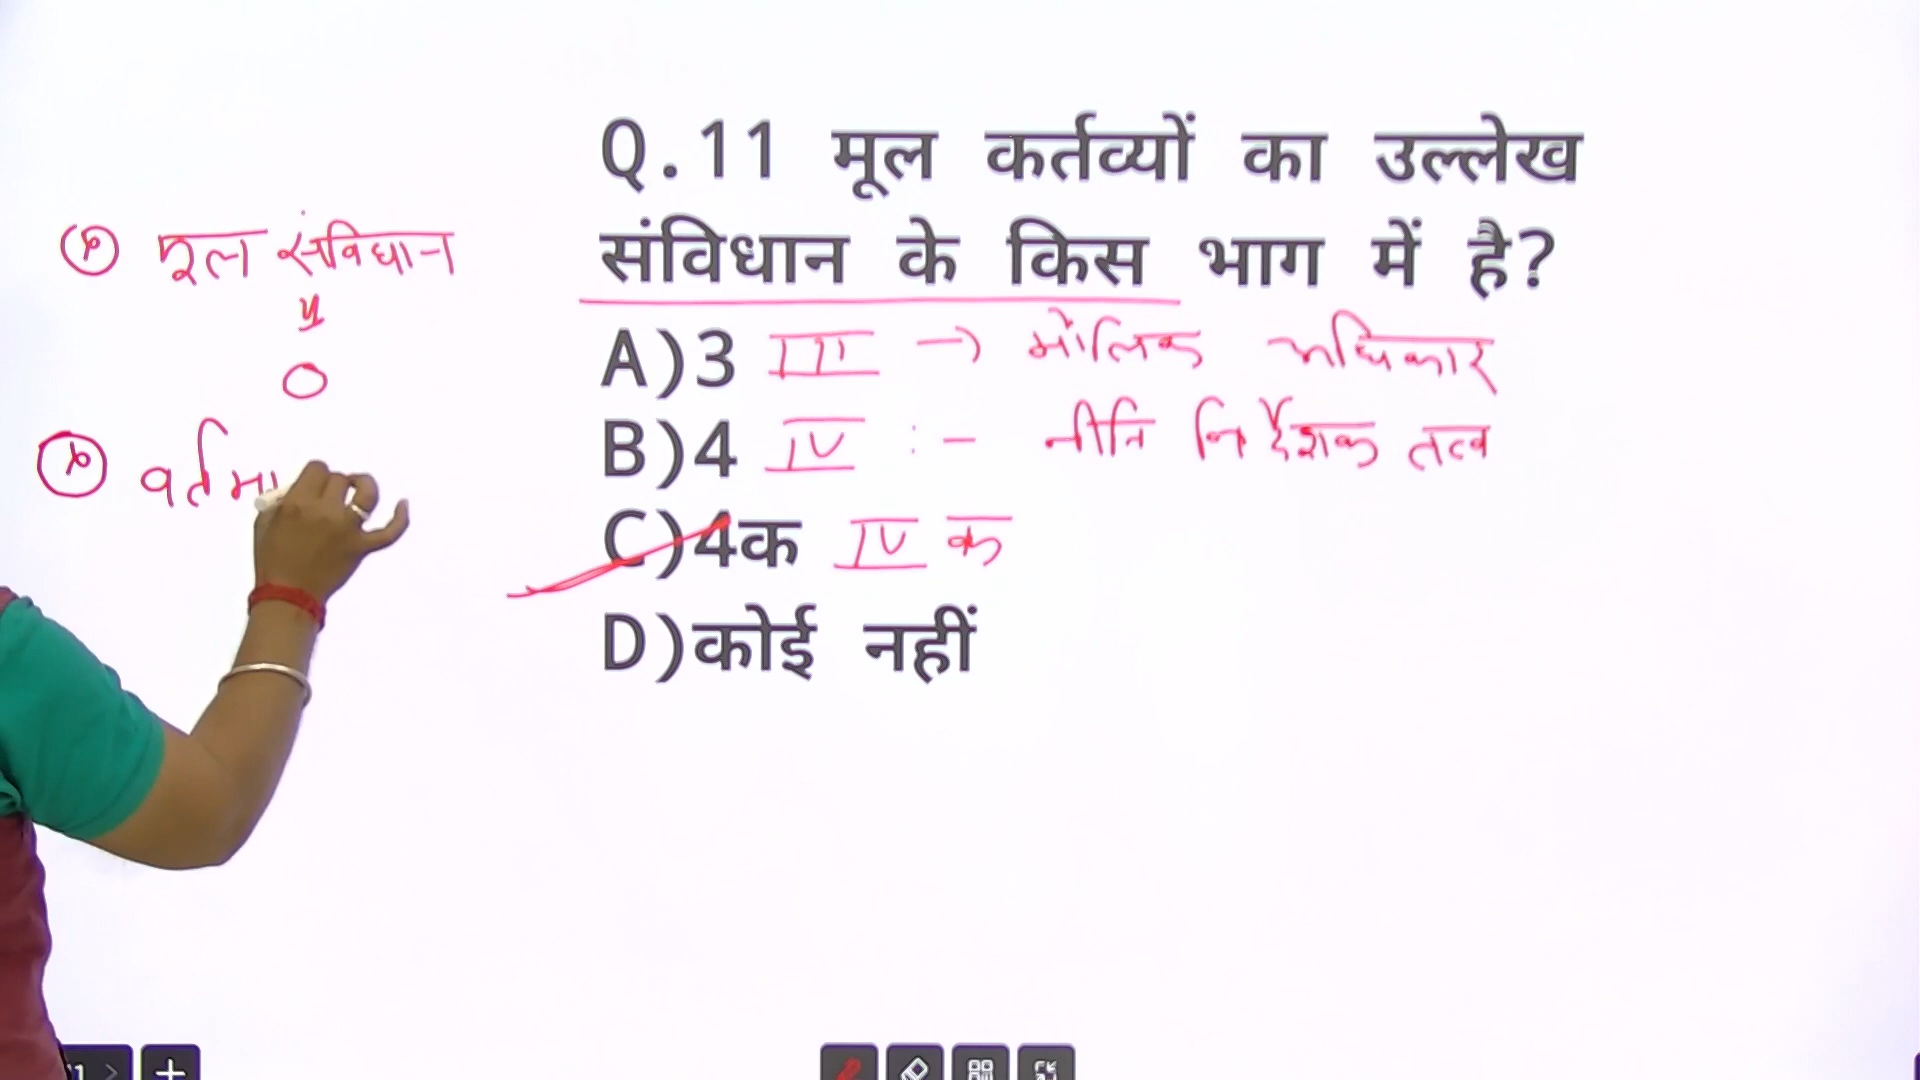 Q.11 मूल कर्तव्यों का उल्लेख
संविधान के किस भाग में है?
A)3 III → मौलिक अधिकार
B)4 IV :- नीति निर्देशक तत्व
C)4क IV क
D)कोई नहीं
मूल संविधान
0
वर्तमा